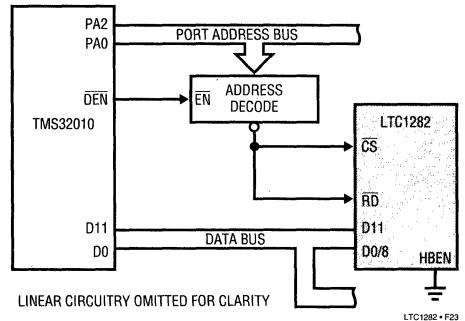 PA2
PORT ADDRESS BUS
PA0
DEN
EN
ADDRESS
DECODE
TMS32010
LTC1282
CS
RD
D11
D11
DATA BUS
D0
D0/8
HBEN
LINEAR CIRCUITRY OMITTED FOR CLARITY
LTC1282 • F23